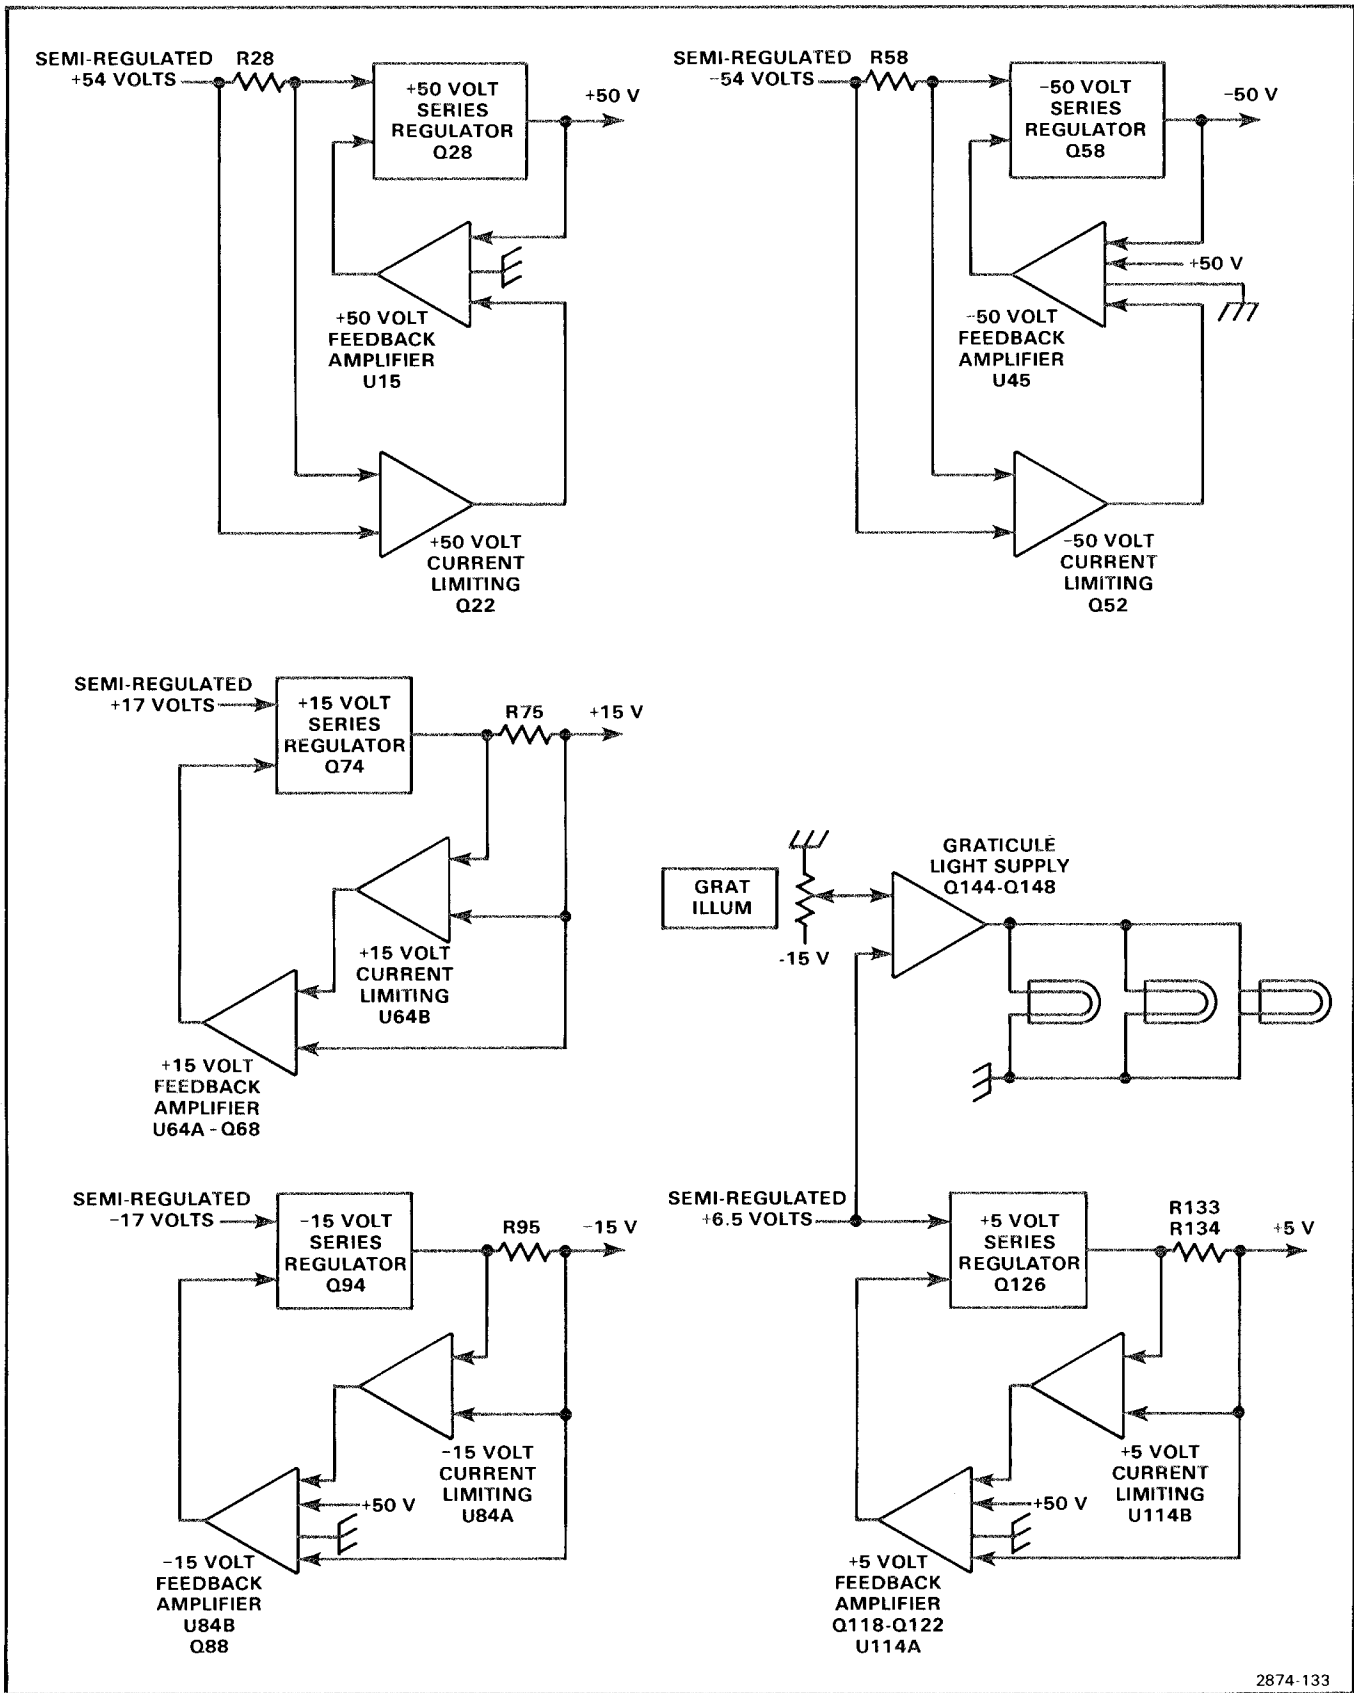 SEMI-REGULATED
+54 VOLTS
R28
+50 VOLT
SERIES
REGULATOR
Q28
+50 V
+50 VOLT
FEEDBACK
AMPLIFIER
U15
+50 VOLT
CURRENT
LIMITING
Q22
SEMI-REGULATED
-54 VOLTS
R58
-50 VOLT
SERIES
REGULATOR
Q58
-50 V
+50 V
-50 VOLT
FEEDBACK
AMPLIFIER
U45
-50 VOLT
CURRENT
LIMITING
Q52
SEMI-REGULATED
+17 VOLTS
+15 VOLT
SERIES
REGULATOR
Q74
R75
+15 V
+15 VOLT
CURRENT
LIMITING
U64B
+15 VOLT
FEEDBACK
AMPLIFIER
U64A - Q68
GRAT
ILLUM
-15 V
GRATICULE
LIGHT SUPPLY
Q144-Q148
SEMI-REGULATED
-17 VOLTS
-15 VOLT
SERIES
REGULATOR
Q94
R95
-15 V
-15 VOLT
CURRENT
LIMITING
U84A
+50 V
-15 VOLT
FEEDBACK
AMPLIFIER
U84B
Q88
SEMI-REGULATED
+6.5 VOLTS
+5 VOLT
SERIES
REGULATOR
Q126
R133
R134
+5 V
+5 VOLT
CURRENT
LIMITING
U114B
+50 V
+5 VOLT
FEEDBACK
AMPLIFIER
Q118-Q122
U114A
2874-133